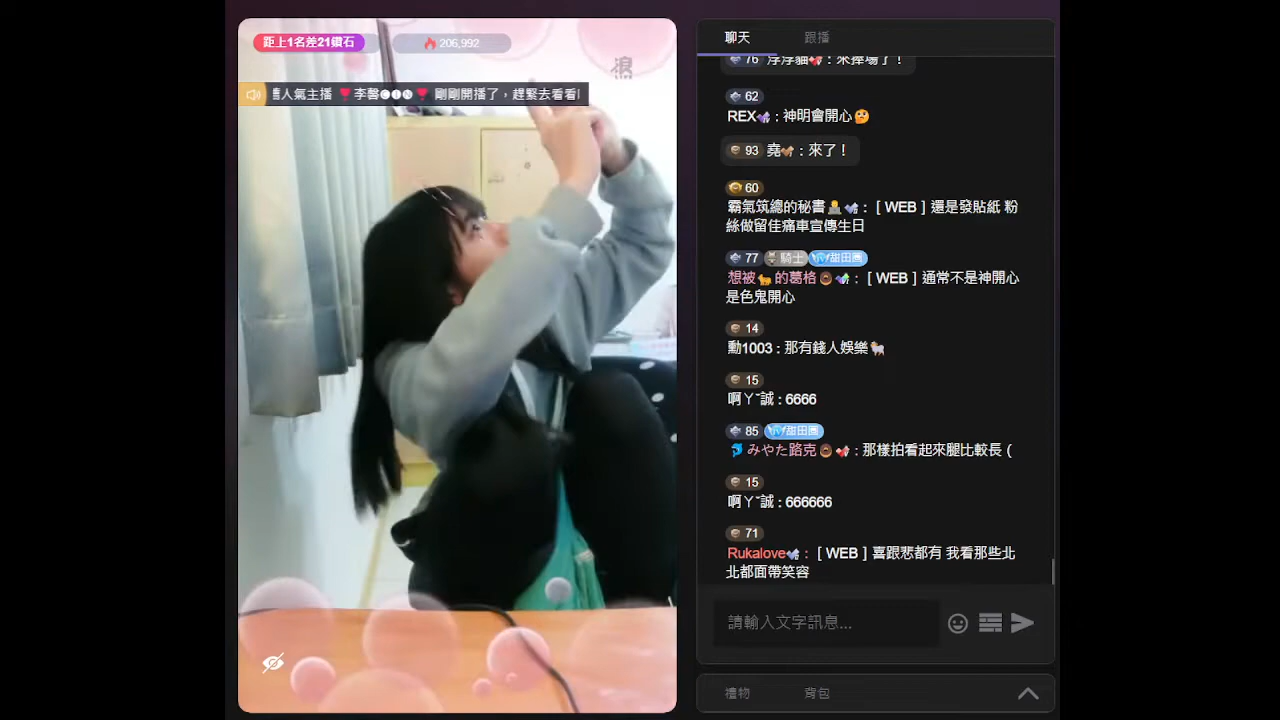 距上1名差21鑽石
206,992
浪
LIVE
人氣主播 🌹李馨ⒸⒾⓃ🌹 剛剛開播了，趕緊去看看
聊天
跟播
76 浮浮貓：來捧場了！
62
REX：神明會開心🤔
93 堯：來了！
60
霸氣筑總的秘書：[ WEB ] 還是發貼紙 粉
絲做留佳痛車宣傳生日
77 騎士 甜田圈
想被🐆的葛格🍩：[ WEB ] 通常不是神開心
是色鬼開心
14
動1003：那有錢人娛樂🐏
15
啊ㄚˇ誠：6666
85 甜田圈
🐬みやた路克🍩：那樣拍看起來腿比較長 (
15
啊ㄚˇ誠：666666
71
Rukalove：[ WEB ] 喜跟悲都有 我看那些北
北都面帶笑容
請輸入文字訊息...
禮物
背包